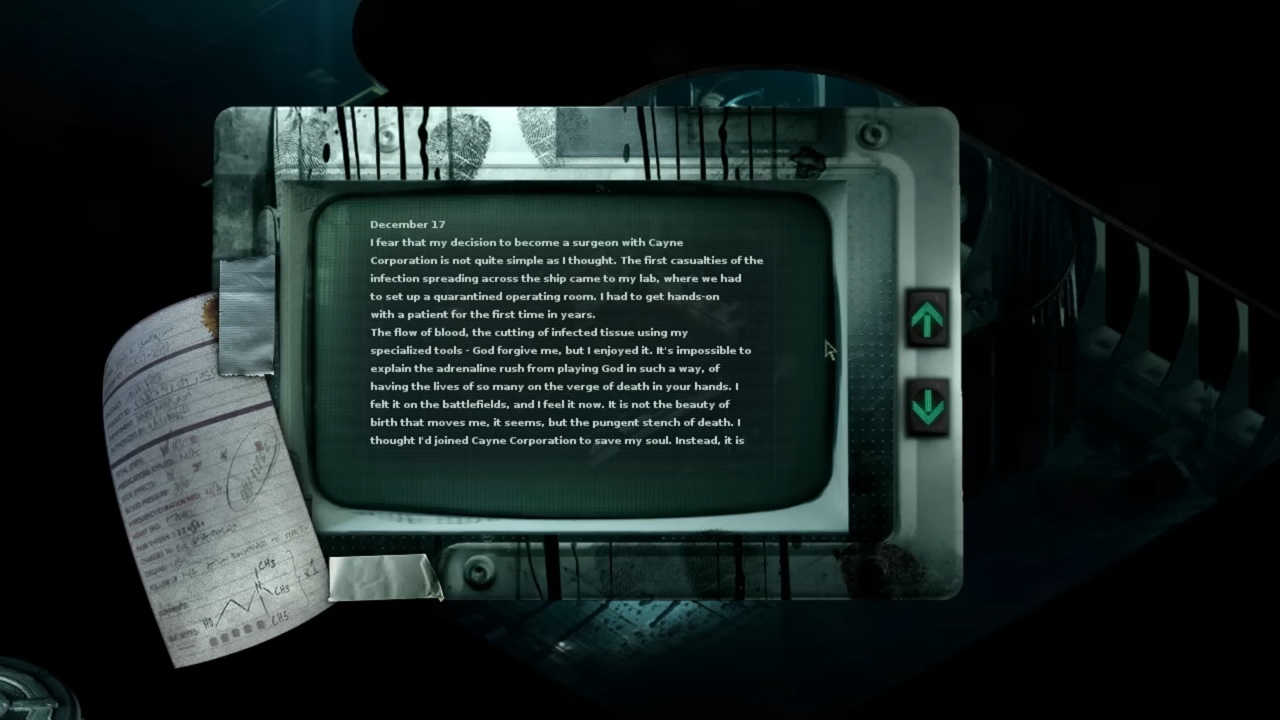 December 17
I fear that my decision to become a surgeon with Cayne
Corporation is not quite simple as I thought. The first casualties of the
infection spreading across the ship came to my lab, where we had
to set up a quarantined operating room. I had to get hands-on
with a patient for the first time in years.
The flow of blood, the cutting of infected tissue using my
specialized tools - God forgive me, but I enjoyed it. It's impossible to
explain the adrenaline rush from playing God in such a way, of
having the lives of so many on the verge of death in your hands. I
felt it on the battlefields, and I feel it now. It is not the beauty of
birth that moves me, it seems, but the pungent stench of death. I
thought I'd joined Cayne Corporation to save my soul. Instead, it is
CH3
N
CH3
HO
CH3
x1